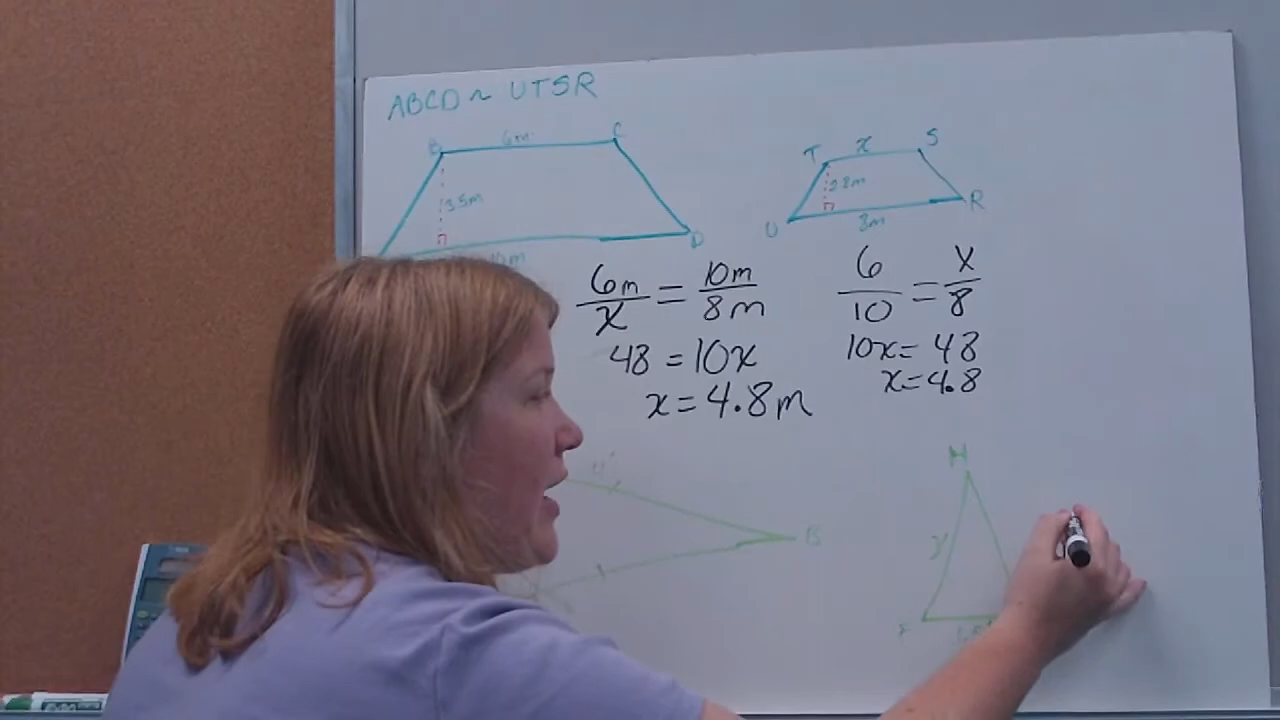 ABCD ~ UTSR
B 6m C
3.5m
D
T x S
2.8m
U 8m R
6m/x = 10m/8m
48 = 10x
x = 4.8m
6/10 = x/8
10x = 48
x = 4.8
B
H
y
F